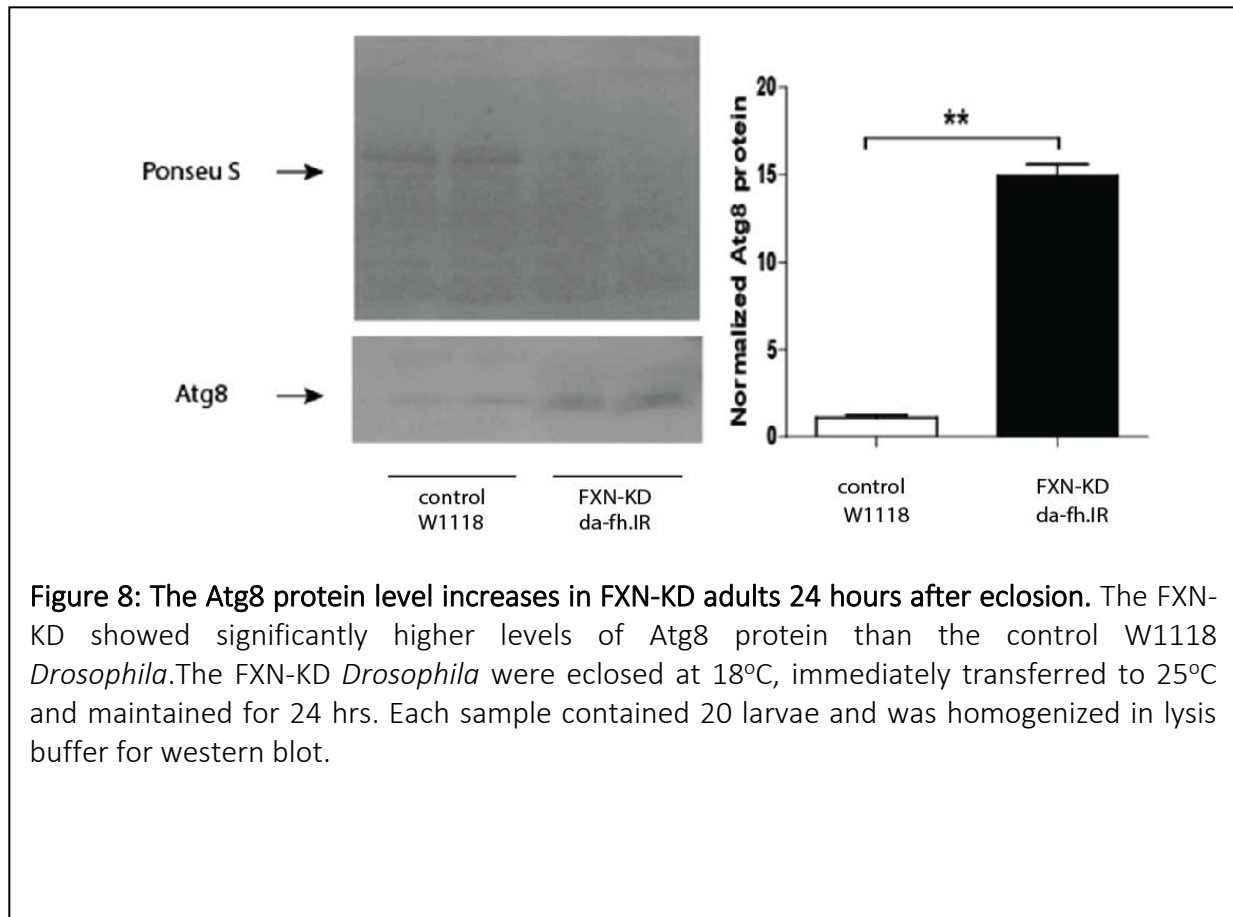 Ponseu S
Atg8
control
W1118
FXN-KD
da-fh.IR
Normalized Atg8 protein
20
15
10
5
0
**
control
W1118
FXN-KD
da-fh.IR
Figure 8: The Atg8 protein level increases in FXN-KD adults 24 hours after eclosion. The FXN-
KD showed significantly higher levels of Atg8 protein than the control W1118
Drosophila.The FXN-KD Drosophila were eclosed at 18°C, immediately transferred to 25°C
and maintained for 24 hrs. Each sample contained 20 larvae and was homogenized in lysis
buffer for western blot.